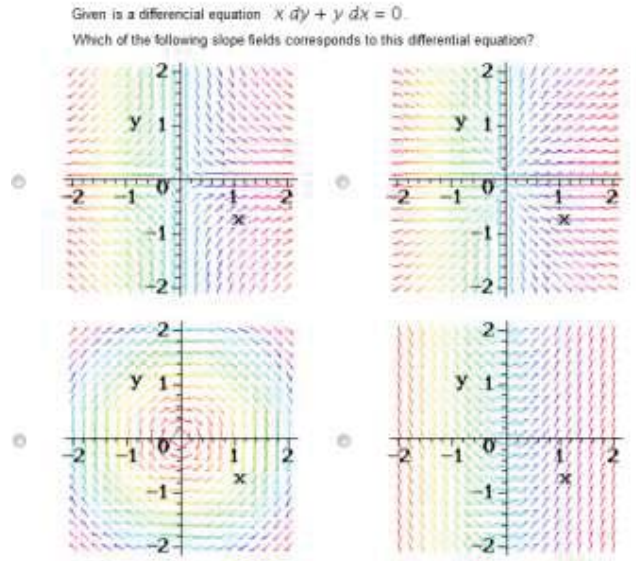 Given is a differencial equation x dy + y dx = 0.
Which of the following slope fields corresponds to this differential equation?
2
y 1
-2 -1 0 1 2
x
-1
-2
2
y 1
-2 -1 0 1 2
x
-1
-2
2
y 1
-2 -1 0 1 2
x
-1
-2
2
y 1
-2 -1 0 1 2
x
-1
-2